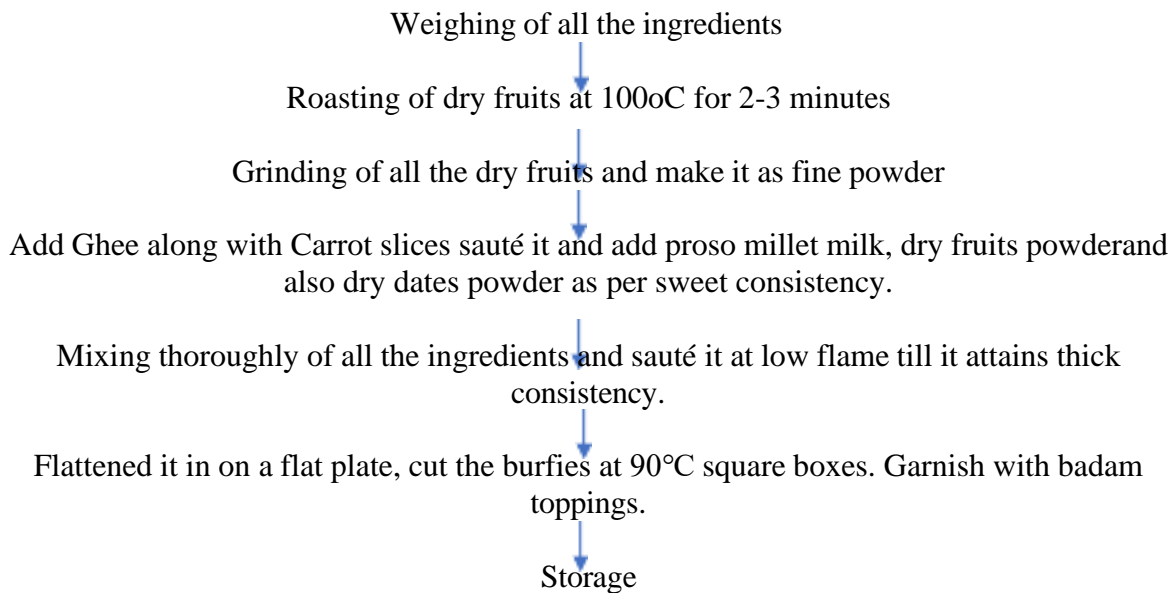 Weighing of all the ingredients
Roasting of dry fruits at 100oC for 2-3 minutes
Grinding of all the dry fruits and make it as fine powder
Add Ghee along with Carrot slices sauté it and add proso millet milk, dry fruits powderand
also dry dates powder as per sweet consistency.
Mixing thoroughly of all the ingredients and sauté it at low flame till it attains thick
consistency.
Flattened it in on a flat plate, cut the burfies at 90°C square boxes. Garnish with badam
toppings.
Storage